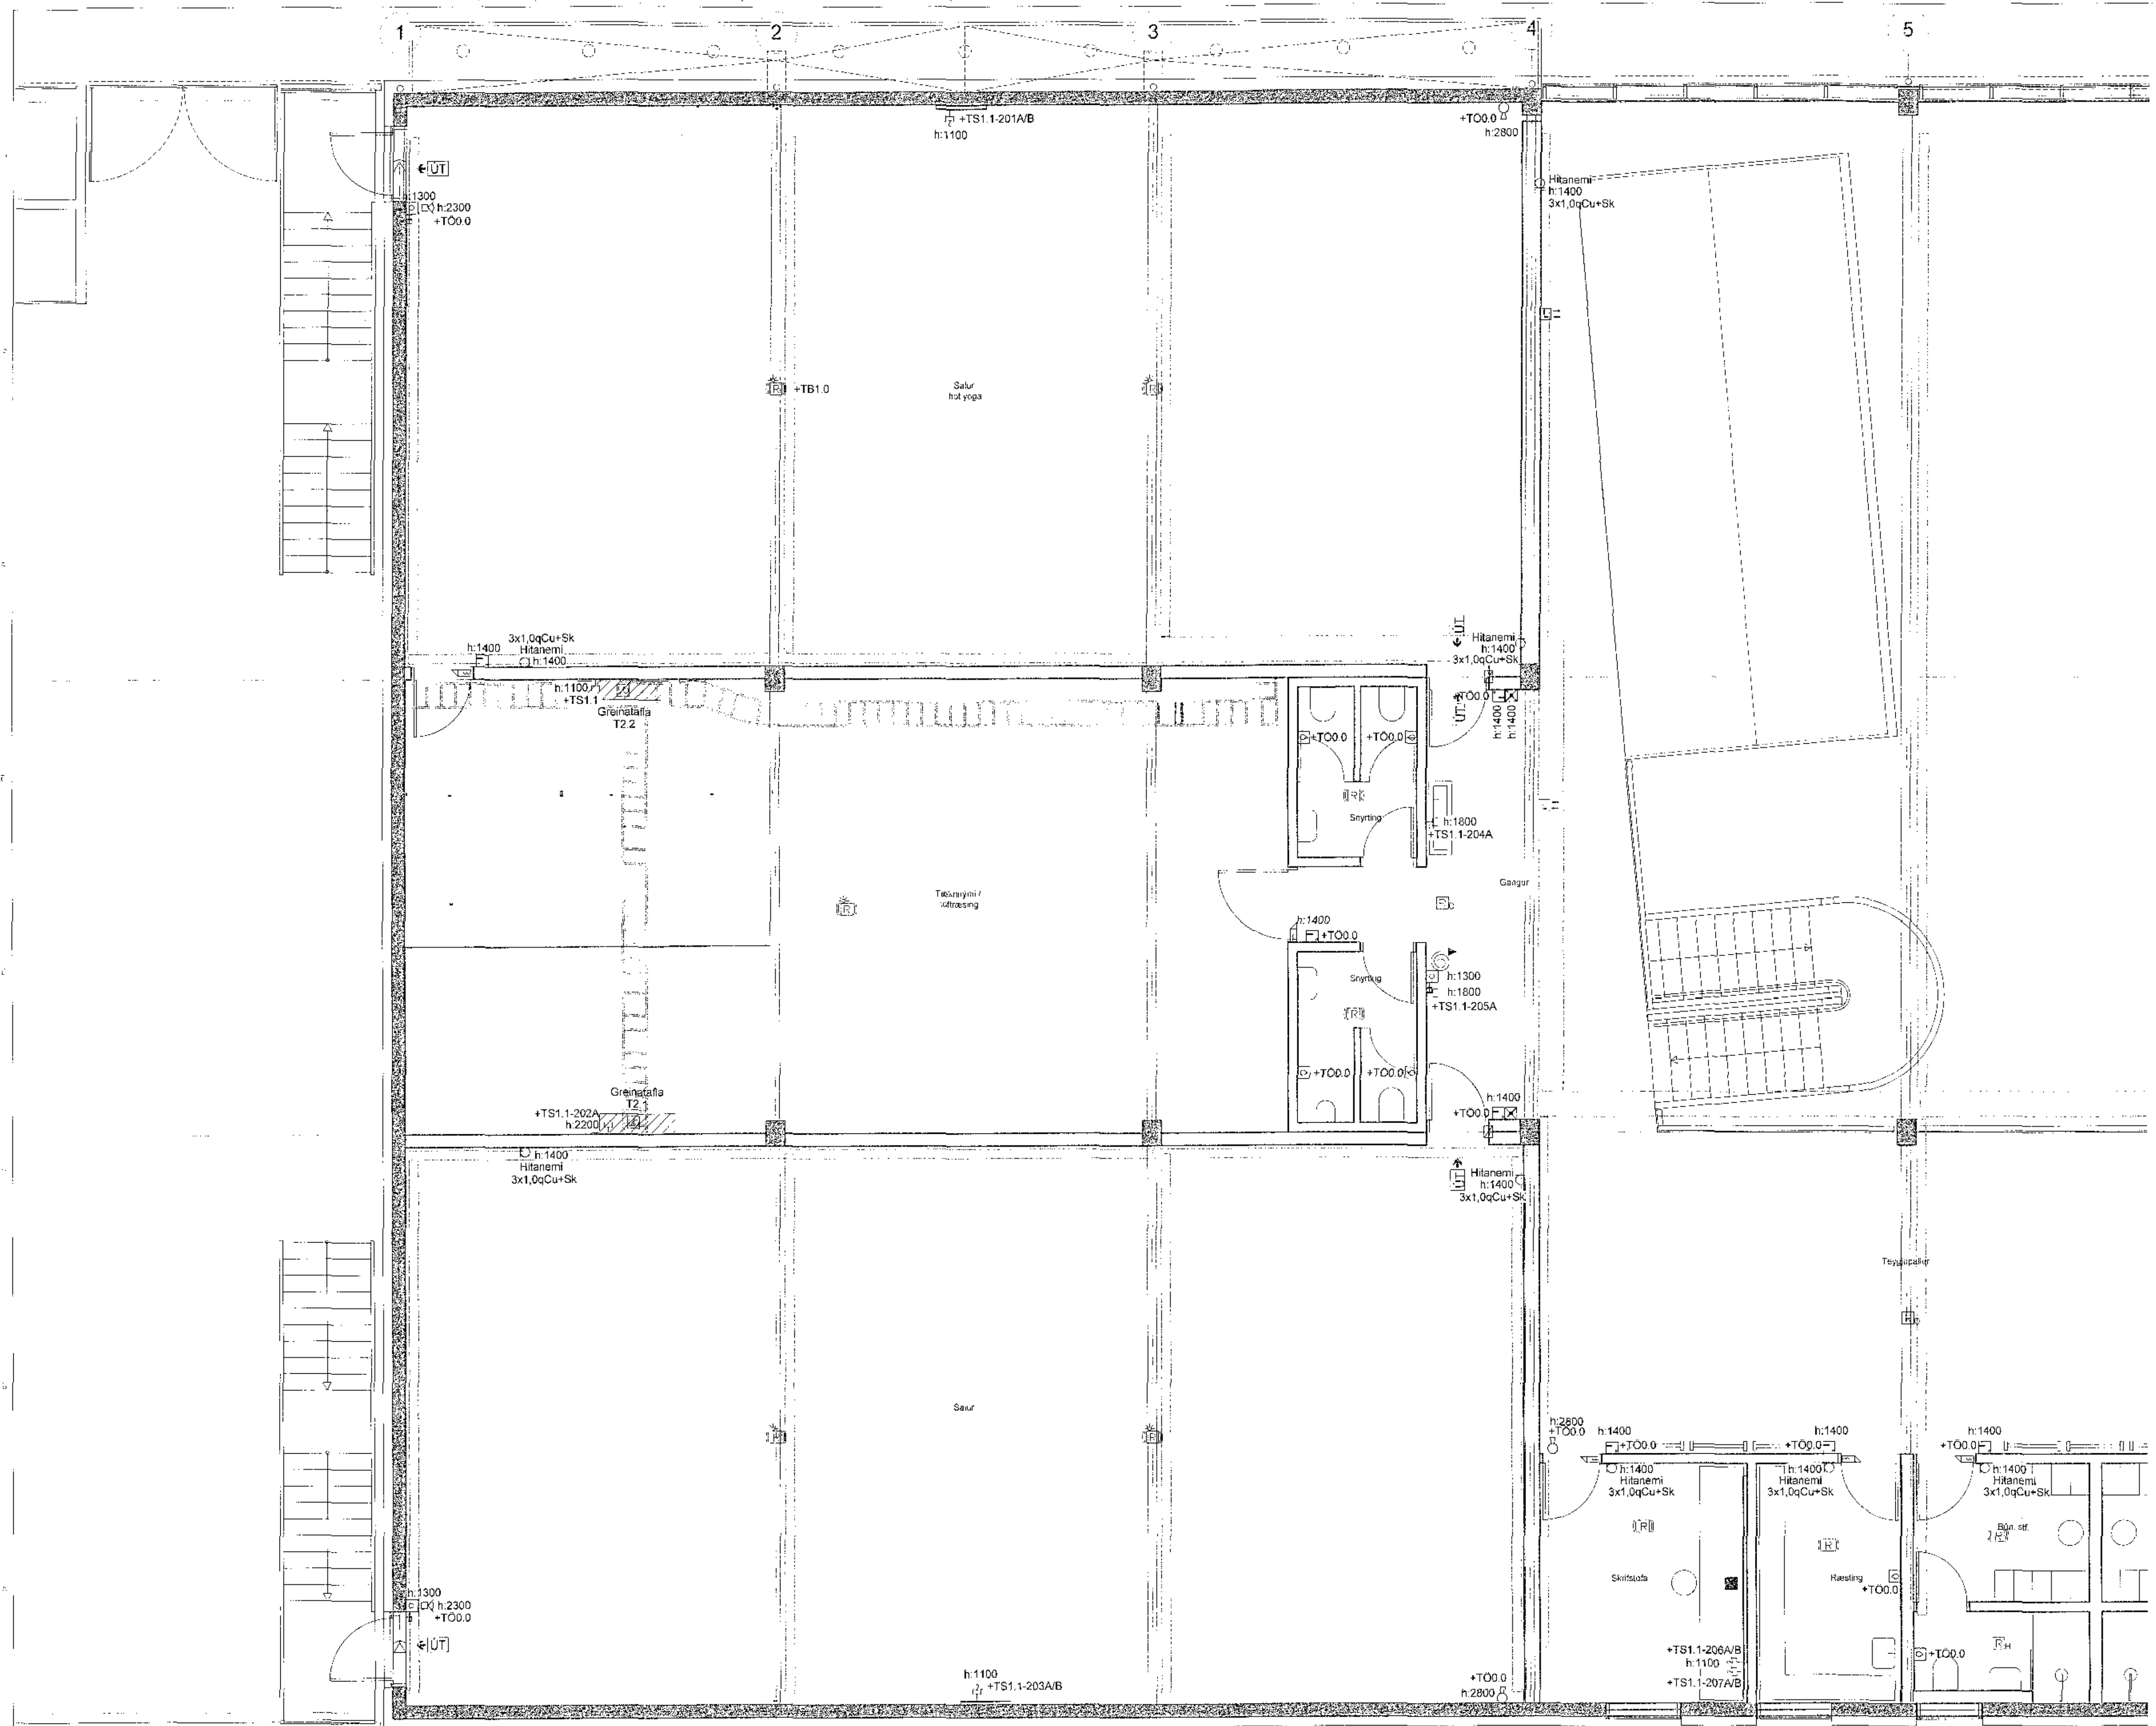 1
2
3
4
5
+TS1.1-201A/B
h:1100
+TÖ0.0
h:2800
ÚT
h:1300
h:2300
+TÖ0.0
Hitanemi
h:1400
3x1,0qCu+Sk
R
+TB1.0
Salur
hot yoga
R
3x1,0qCu+Sk
Hitanemi
h:1400
h:1400
ÚT
Hitanemi
h:1400
3x1,0qCu+Sk
h:1100
+TS1.1
Greinatafla
T2.2
ÚT
+TÖ0.0
h:1400
h:1400
+TÖ0.0
+TÖ0.0
R
Snyrting
h:1800
+TS1.1-204A
Tæknirými /
loftræsing
R
Gangur
R
h:1400
+TÖ0.0
Snyrting
h:1300
h:1800
+TS1.1-205A
R
+TÖ0.0
+TÖ0.0
Greinatafla
T2.1
+TS1.1-202A
h:2200
h:1400
+TÖ0.0
h:1400
Hitanemi
3x1,0qCu+Sk
Hitanemi
h:1400
3x1,0qCu+Sk
Teygjupallur
Salur
R
h:2800
+TÖ0.0
h:1400
+TÖ0.0
h:1400
+TÖ0.0
h:1400
+TÖ0.0
h:1400
Hitanemi
3x1,0qCu+Sk
h:1400
Hitanemi
3x1,0qCu+Sk
h:1400
Hitanemi
3x1,0qCu+Sk
R
R
Bún. stf.
R
Skrifstofa
Ræsting
+TÖ0.0
h:1300
h:2300
+TÖ0.0
ÚT
+TS1.1-206A/B
h:1100
+TS1.1-207A/B
+TÖ0.0
RH
h:1100
+TS1.1-203A/B
+TÖ0.0
h:2800